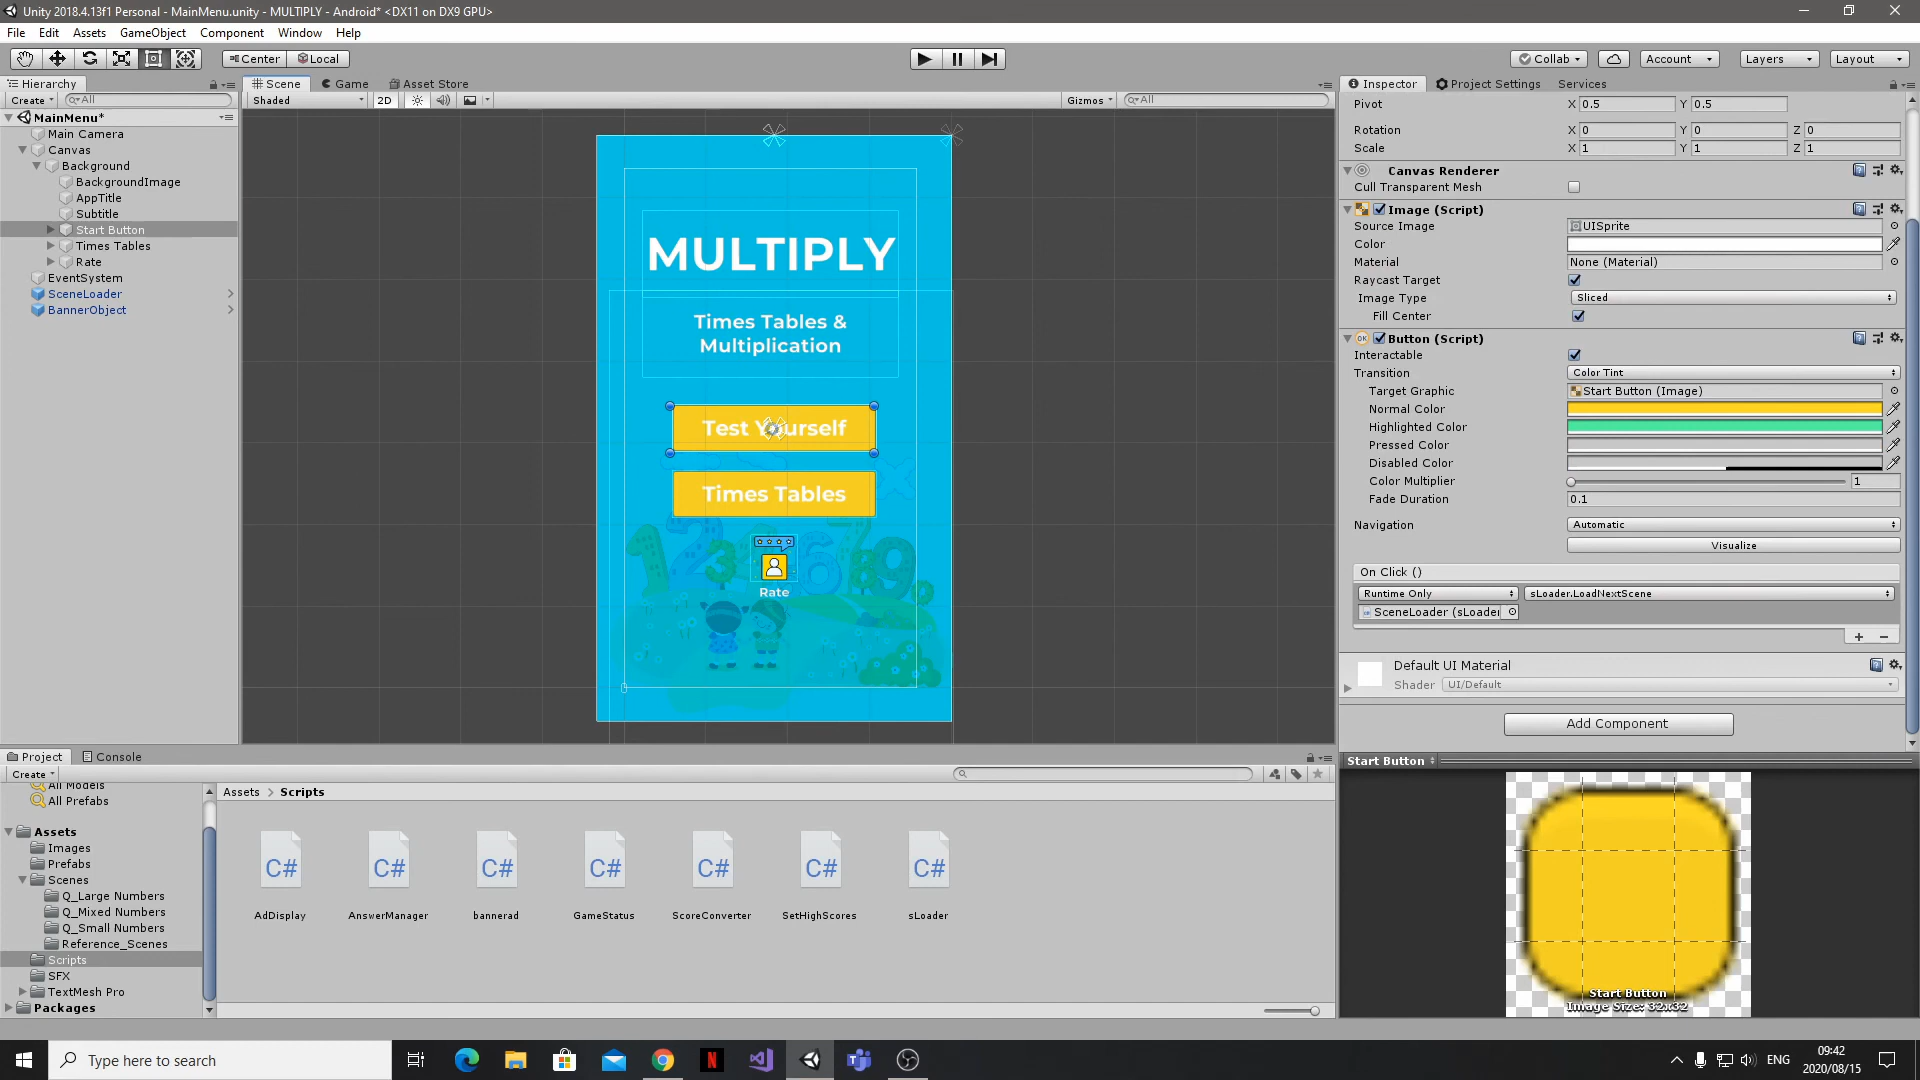 Unity 2018.4.13f1 Personal - MainMenu.unity - MULTIPLY - Android* <DX11 on DX9 GPU>
File Edit Assets GameObject Component Window Help
Center Local
Collab Account Layers Layout
Hierarchy
Create All
MainMenu*
Main Camera
Canvas
Background
BackgroundImage
AppTitle
Subtitle
Start Button
Times Tables
Rate
EventSystem
SceneLoader
BannerObject
Scene Game Asset Store
Shaded 2D Gizmos All
MULTIPLY
Times Tables &
Multiplication
Test Yourself
Times Tables
Rate
Inspector Project Settings Services
Pivot X 0.5 Y 0.5
Rotation X 0 Y 0 Z 0
Scale X 1 Y 1 Z 1
Canvas Renderer
Cull Transparent Mesh
Image (Script)
Source Image UISprite
Color
Material None (Material)
Raycast Target
Image Type Sliced
Fill Center
Button (Script)
Interactable
Transition Color Tint
Target Graphic Start Button (Image)
Normal Color
Highlighted Color
Pressed Color
Disabled Color
Color Multiplier 1
Fade Duration 0.1
Navigation Automatic
Visualize
On Click ()
Runtime Only sLoader.LoadNextScene
SceneLoader (sLoader
+ −
Default UI Material
Shader UI/Default
Add Component
Start Button
Start Button
Image Size: 32x32
Project Console
Create
All Models
All Prefabs
Assets
Images
Prefabs
Scenes
Q_Large Numbers
Q_Mixed Numbers
Q_Small Numbers
Reference_Scenes
Scripts
SFX
TextMesh Pro
Packages
Assets > Scripts
C# C# C# C# C# C# C#
AdDisplay AnswerManager bannerad GameStatus ScoreConverter SetHighScores sLoader
Type here to search
ENG
09:42
2020/08/15